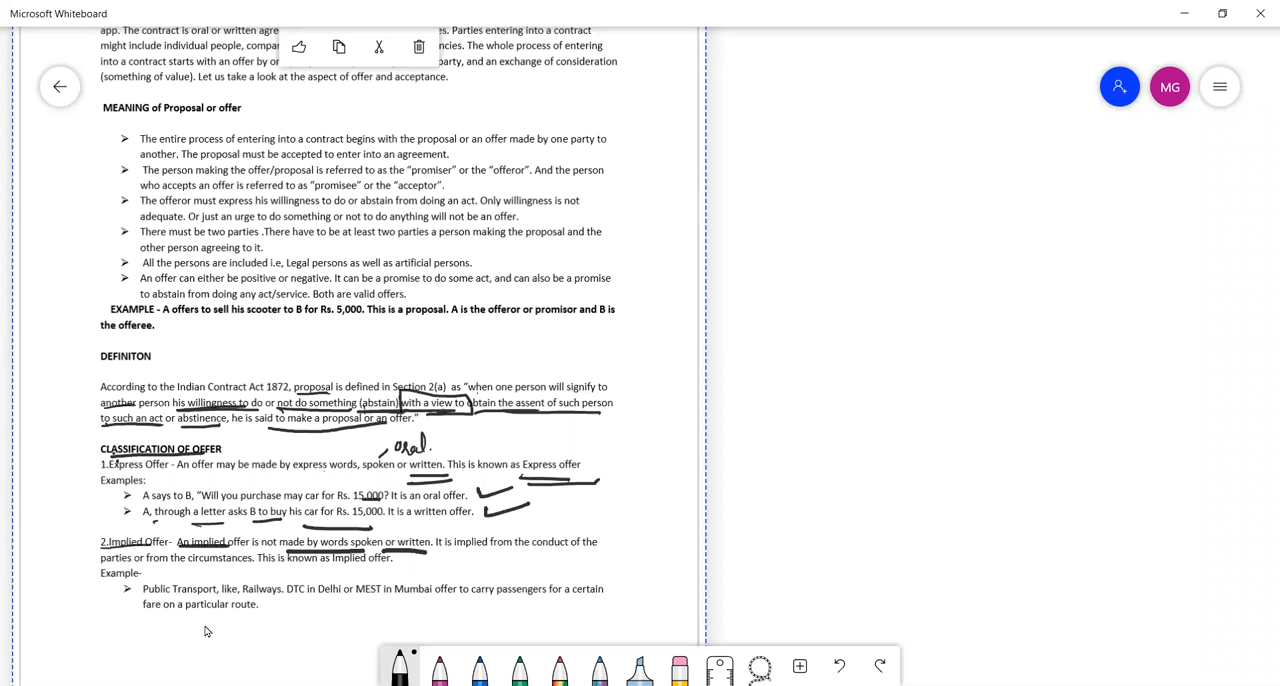 Microsoft Whiteboard
app. The contract is oral or written agre s. Parties entering into a contract
might include individual people, compa ncies. The whole process of entering
into a contract starts with an offer by or party, and an exchange of consideration
(something of value). Let us take a look at the aspect of offer and acceptance.
MG
MEANING of Proposal or offer
➢ The entire process of entering into a contract begins with the proposal or an offer made by one party to
another. The proposal must be accepted to enter into an agreement.
➢ The person making the offer/proposal is referred to as the “promiser” or the “offeror”. And the person
who accepts an offer is referred to as “promisee” or the “acceptor”.
➢ The offeror must express his willingness to do or abstain from doing an act. Only willingness is not
adequate. Or just an urge to do something or not to do anything will not be an offer.
➢ There must be two parties .There have to be at least two parties a person making the proposal and the
other person agreeing to it.
➢ All the persons are included i.e, Legal persons as well as artificial persons.
➢ An offer can either be positive or negative. It can be a promise to do some act, and can also be a promise
to abstain from doing any act/service. Both are valid offers.
EXAMPLE - A offers to sell his scooter to B for Rs. 5,000. This is a proposal. A is the offeror or promisor and B is
the offeree.
DEFINITON
According to the Indian Contract Act 1872, proposal is defined in Section 2(a) as “when one person will signify to
another person his willingness to do or not do something (abstain) with a view to obtain the assent of such person
to such an act or abstinence, he is said to make a proposal or an offer.”
CLASSIFICATION OF OFFER
, oral.
1.Express Offer - An offer may be made by express words, spoken or written. This is known as Express offer
Examples:
➢ A says to B, “Will you purchase may car for Rs. 15,000? It is an oral offer.
➢ A, through a letter asks B to buy his car for Rs. 15,000. It is a written offer.
2.Implied Offer- An implied offer is not made by words spoken or written. It is implied from the conduct of the
parties or from the circumstances. This is known as Implied offer.
Example-
➢ Public Transport, like, Railways. DTC in Delhi or MEST in Mumbai offer to carry passengers for a certain
fare on a particular route.